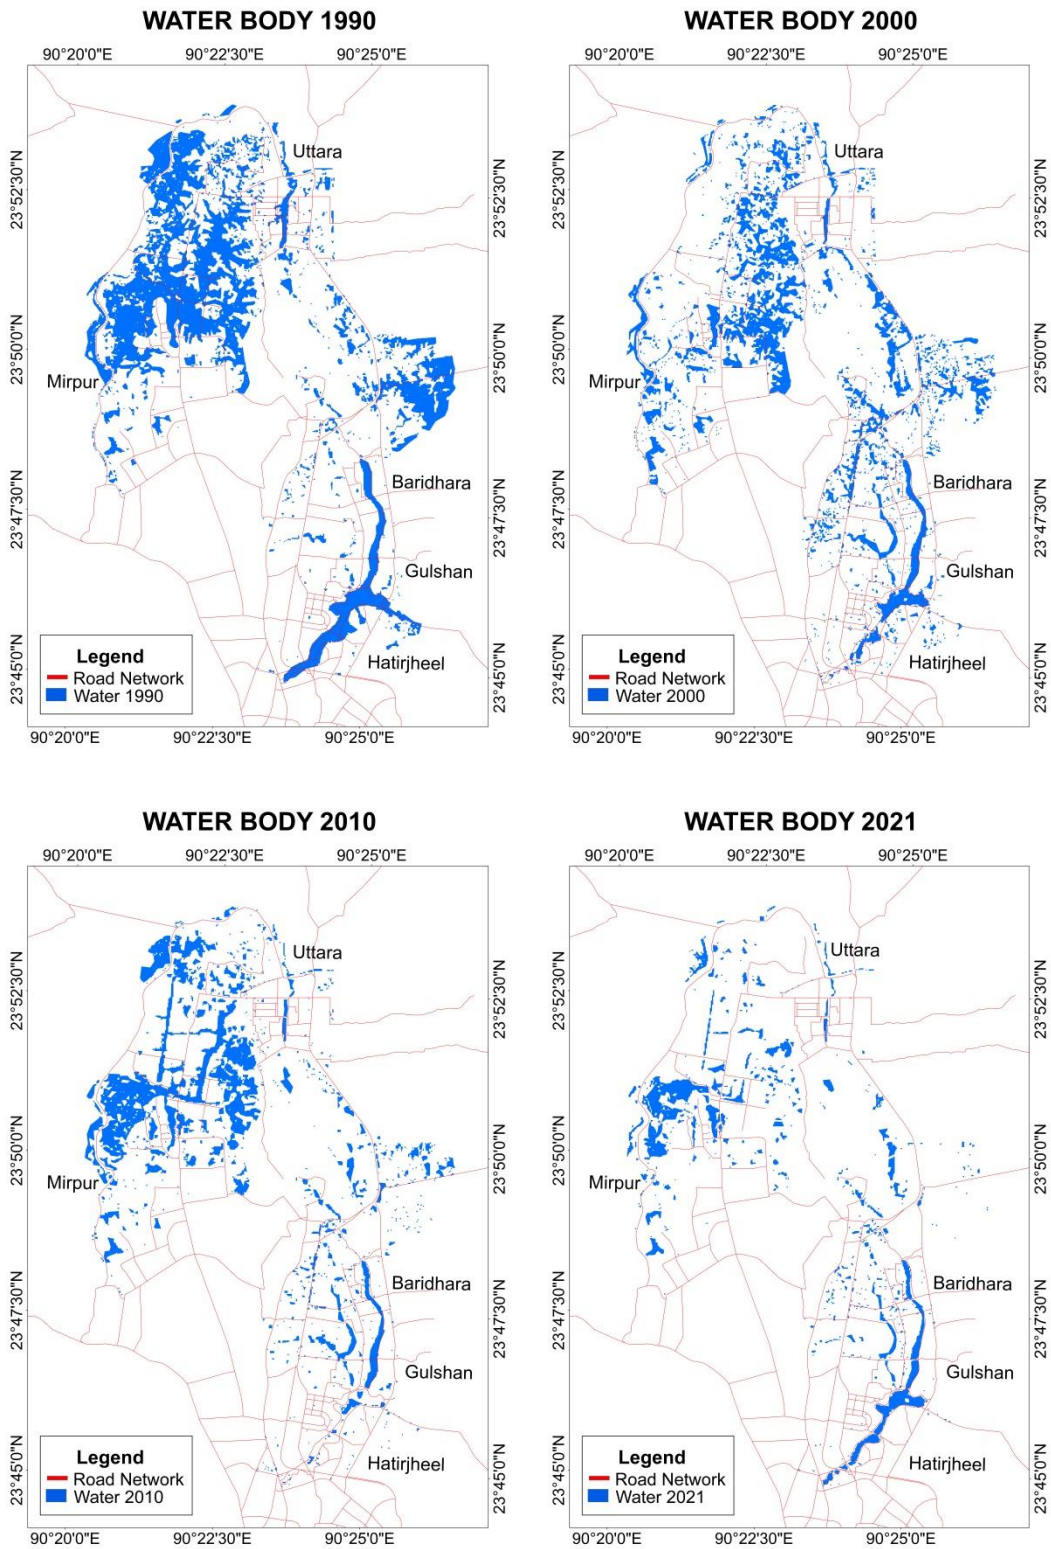 WATER BODY 1990
90°20'0"E 90°22'30"E 90°25'0"E
23°52'30"N 23°52'30"N
23°50'0"N 23°50'0"N
23°47'30"N 23°47'30"N
23°45'0"N 23°45'0"N
Uttara
Mirpur
Baridhara
Gulshan
Hatirjheel
Legend
Road Network
Water 1990
90°20'0"E 90°22'30"E 90°25'0"E
WATER BODY 2000
90°20'0"E 90°22'30"E 90°25'0"E
23°52'30"N 23°52'30"N
23°50'0"N 23°50'0"N
23°47'30"N 23°47'30"N
23°45'0"N 23°45'0"N
Uttara
Mirpur
Baridhara
Gulshan
Hatirjheel
Legend
Road Network
Water 2000
90°20'0"E 90°22'30"E 90°25'0"E
WATER BODY 2010
90°20'0"E 90°22'30"E 90°25'0"E
23°52'30"N 23°52'30"N
23°50'0"N 23°50'0"N
23°47'30"N 23°47'30"N
23°45'0"N 23°45'0"N
Uttara
Mirpur
Baridhara
Gulshan
Hatirjheel
Legend
Road Network
Water 2010
90°20'0"E 90°22'30"E 90°25'0"E
WATER BODY 2021
90°20'0"E 90°22'30"E 90°25'0"E
23°52'30"N 23°52'30"N
23°50'0"N 23°50'0"N
23°47'30"N 23°47'30"N
23°45'0"N 23°45'0"N
Uttara
Mirpur
Baridhara
Gulshan
Hatirjheel
Legend
Road Network
Water 2021
90°20'0"E 90°22'30"E 90°25'0"E